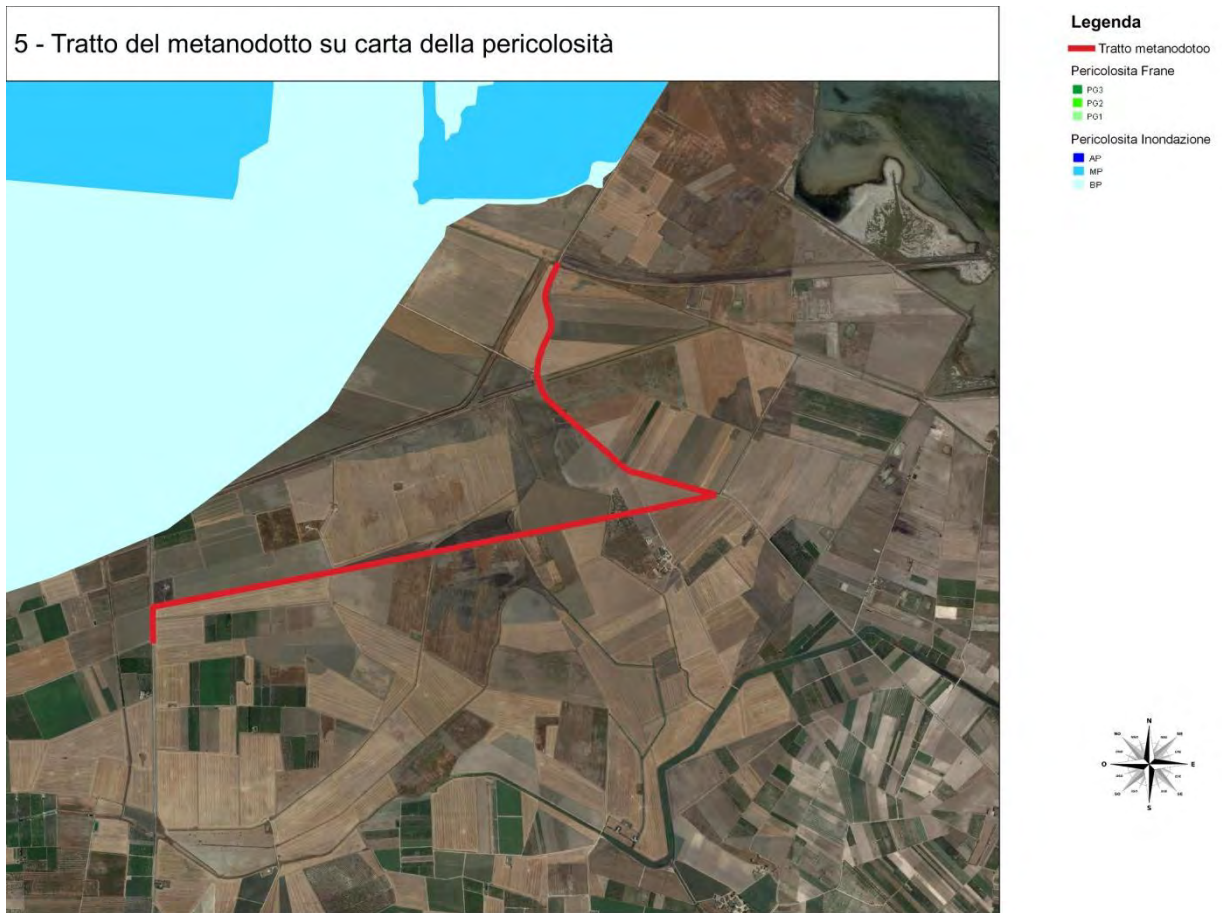 5 - Tratto del metanodotto su carta della pericolosità
Legenda
Tratto metanodotoo
Pericolosita Frane
PG3
PG2
PG1
Pericolosita Inondazione
AP
MP
BP
N
O
E
S